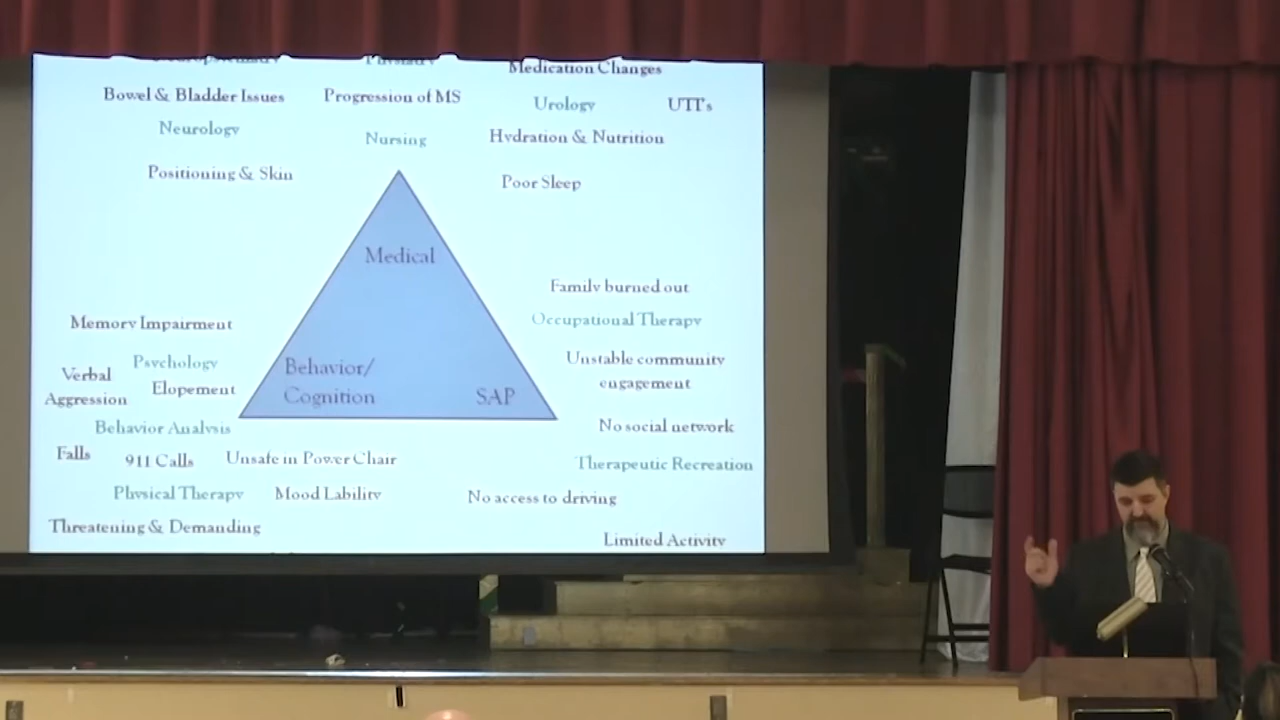 Medication Changes
Bowel & Bladder Issues
Progression of MS
Urology
UTI's
Neurology
Nursing
Hydration & Nutrition
Positioning & Skin
Poor Sleep
Medical
Family burned out
Occupational Therapy
Memory Impairment
Psychology
Verbal
Aggression
Elopement
Behavior/
Cognition
SAP
Unstable community
engagement
Behavior Analysis
No social network
Falls
911 Calls
Unsafe in Power Chair
Therapeutic Recreation
Physical Therapy
Mood Lability
No access to driving
Threatening & Demanding
Limited Activity